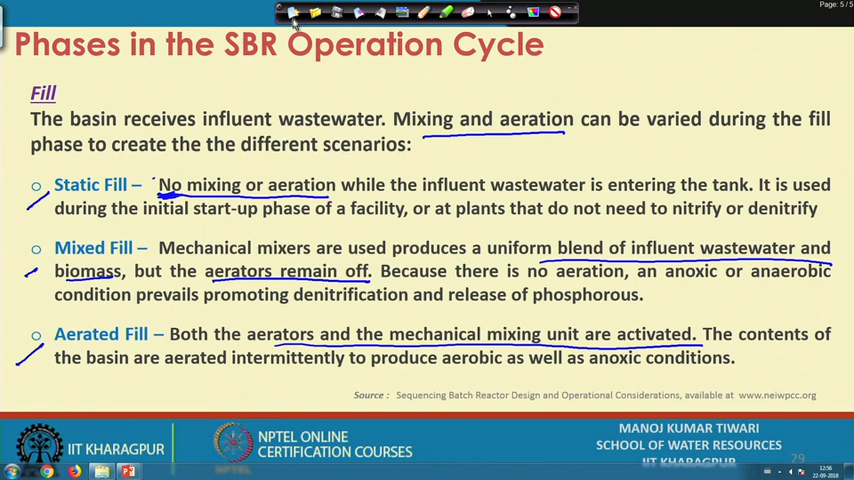 Page: 5 / 5
Phases in the SBR Operation Cycle
Fill
The basin receives influent wastewater. Mixing and aeration can be varied during the fill
phase to create the the different scenarios:
o Static Fill – No mixing or aeration while the influent wastewater is entering the tank. It is used
during the initial start-up phase of a facility, or at plants that do not need to nitrify or denitrify
o Mixed Fill – Mechanical mixers are used produces a uniform blend of influent wastewater and
biomass, but the aerators remain off. Because there is no aeration, an anoxic or anaerobic
condition prevails promoting denitrification and release of phosphorous.
o Aerated Fill – Both the aerators and the mechanical mixing unit are activated. The contents of
the basin are aerated intermittently to produce aerobic as well as anoxic conditions.
Source : Sequencing Batch Reactor Design and Operational Considerations, available at www.neiwpcc.org
IIT KHARAGPUR
NPTEL ONLINE
CERTIFICATION COURSES
NPTEL
MANOJ KUMAR TIWARI
SCHOOL OF WATER RESOURCES
IIT KHARAGPUR
29
12:56
22-09-2018